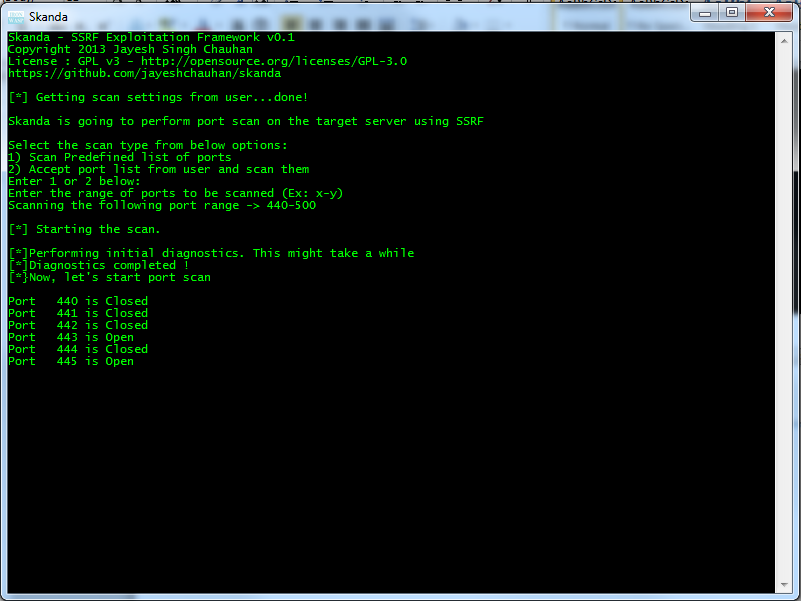 Skanda
Skanda - SSRF Exploitation Framework v0.1
Copyright 2013 Jayesh Singh Chauhan
License : GPL v3 - http://opensource.org/licenses/GPL-3.0
https://github.com/jayeshchauhan/skanda
[*] Getting scan settings from user...done!
Skanda is going to perform port scan on the target server using SSRF
Select the scan type from below options:
1) Scan Predefined list of ports
2) Accept port list from user and scan them
Enter 1 or 2 below:
Enter the range of ports to be scanned (Ex: x-y)
Scanning the following port range -> 440-500
[*] Starting the scan.
[*]Performing initial diagnostics. This might take a while
[*]Diagnostics completed !
[*}Now, let's start port scan
Port   440 is Closed
Port   441 is Closed
Port   442 is Closed
Port   443 is Open
Port   444 is Closed
Port   445 is Open